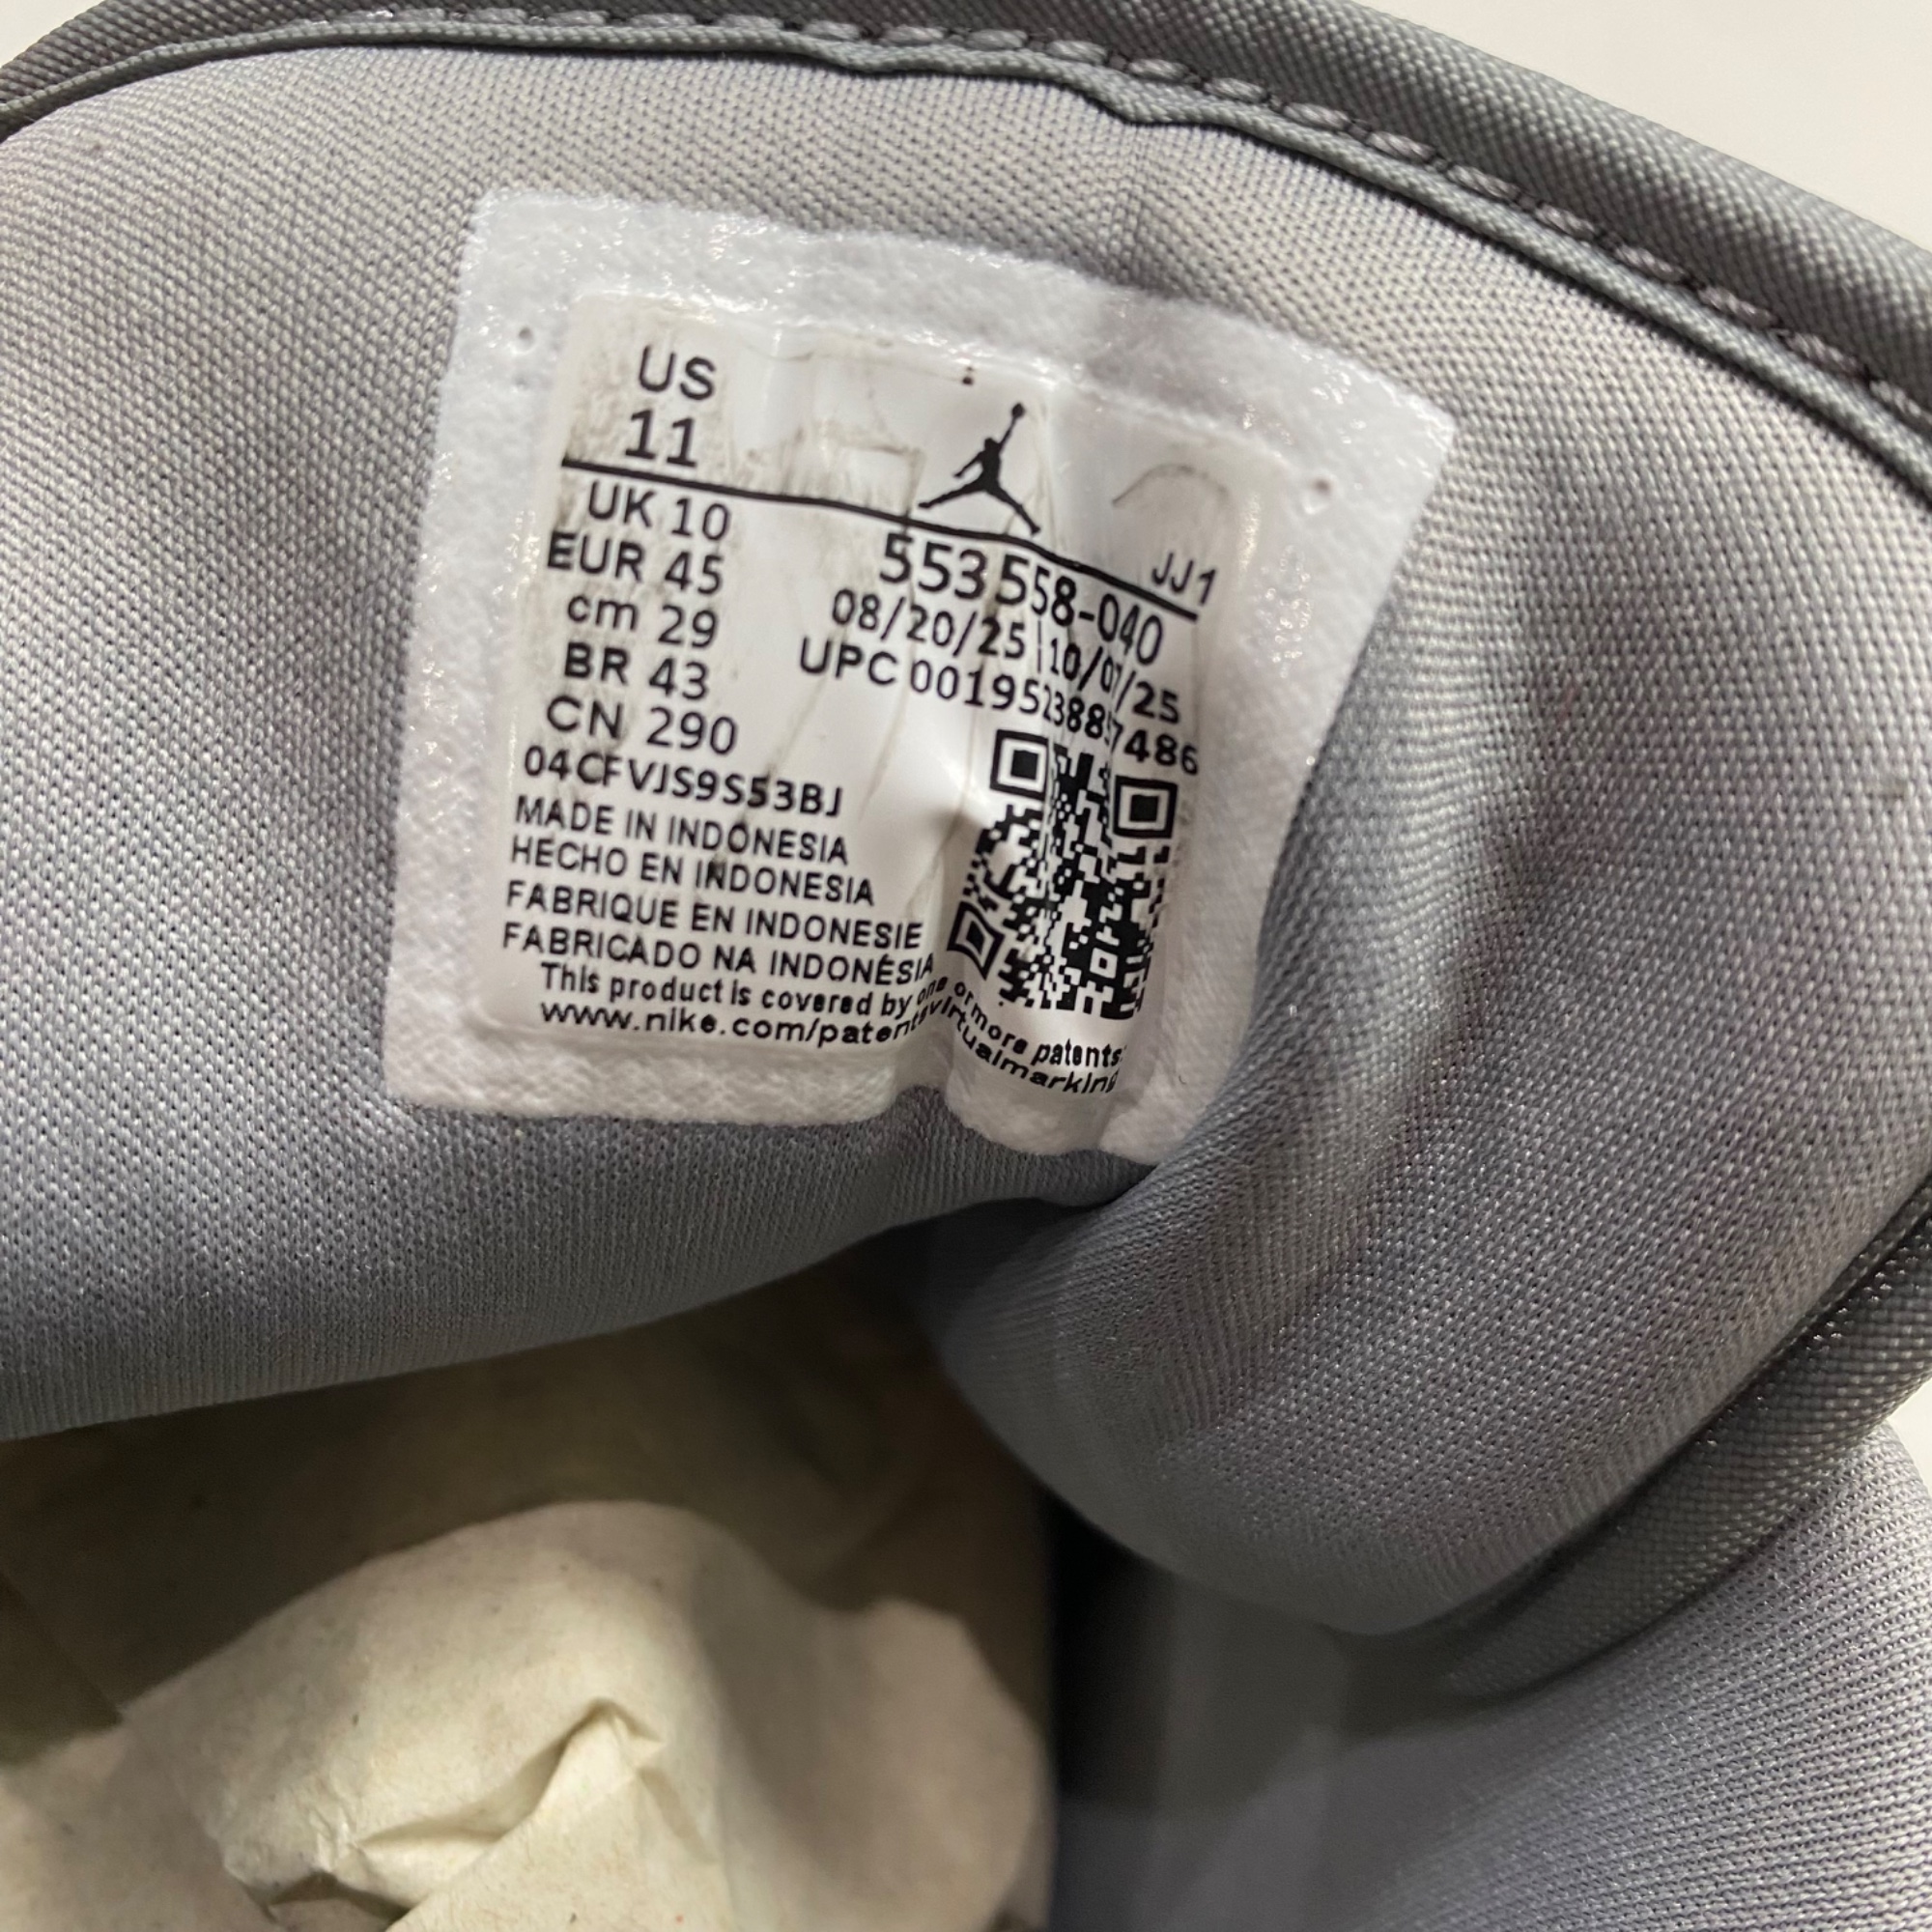 US
11
UK 10
EUR 45
cm 29
BR 43
CN 290
04CFVJS9S53BJ
MADE IN INDONESIA
HECHO EN INDONESIA
FABRIQUE EN INDONESIE
FABRICADO NA INDONÉSIA
This product is covered by one or more patents:
www.nike.com/patentsvirtualmarking
JJ1
553558-040
08/20/25 10/07/25
UPC